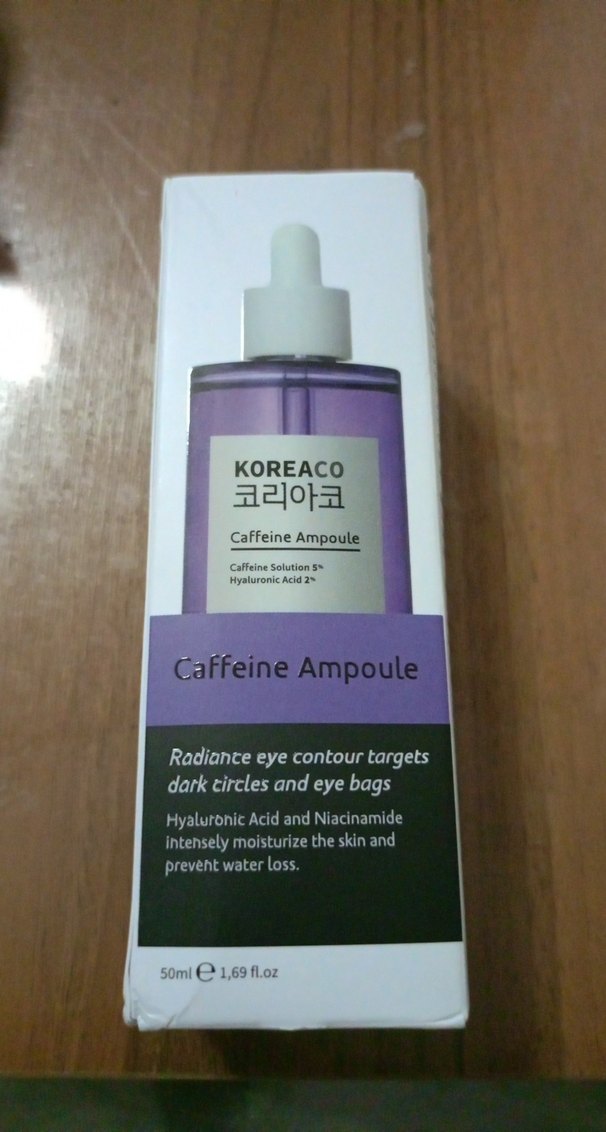 KOREACO
코리아코
Caffeine Ampoule
Caffeine Solution 5%
Hyaluronic Acid 2%
Caffeine Ampoule
Radiance eye contour targets
dark circles and eye bags
Hyaluronic Acid and Niacinamide
intensely moisturize the skin and
prevent water loss.
50ml ℮ 1,69 fl.oz